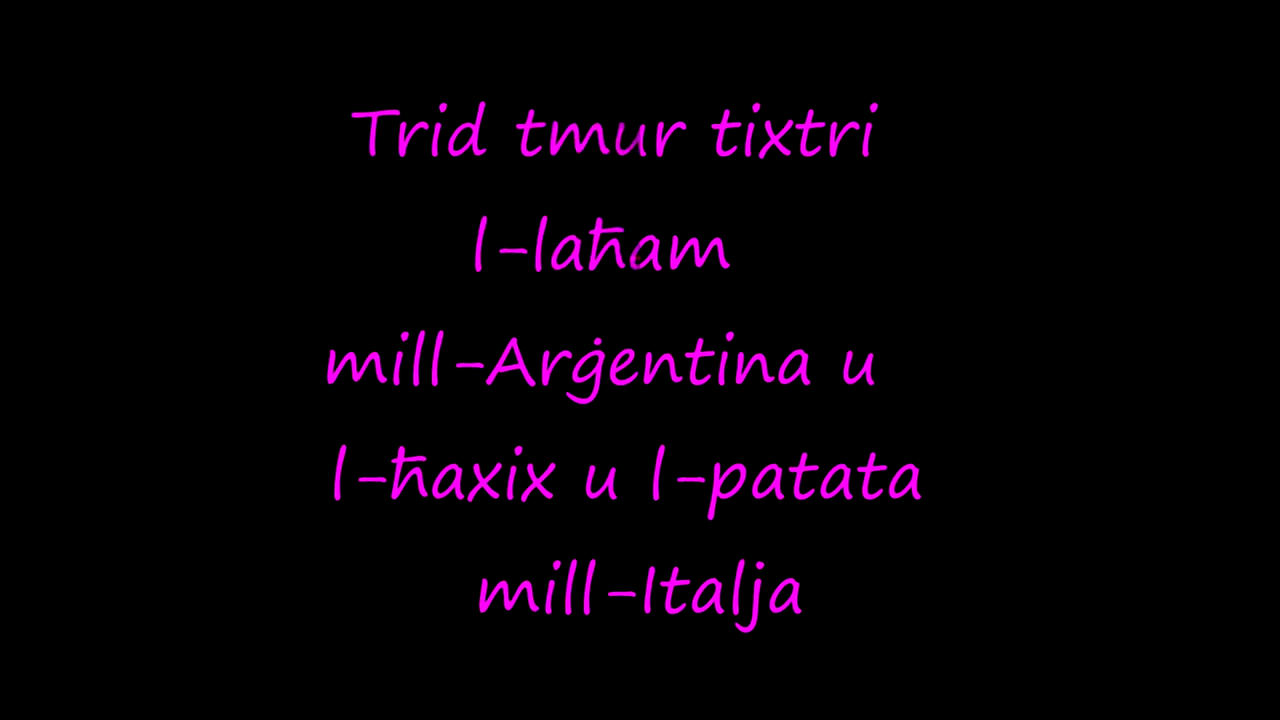 Trid tmur tixtri
l-laħam
mill-Arġentina u
l-ħaxix u l-patata
mill-Italja